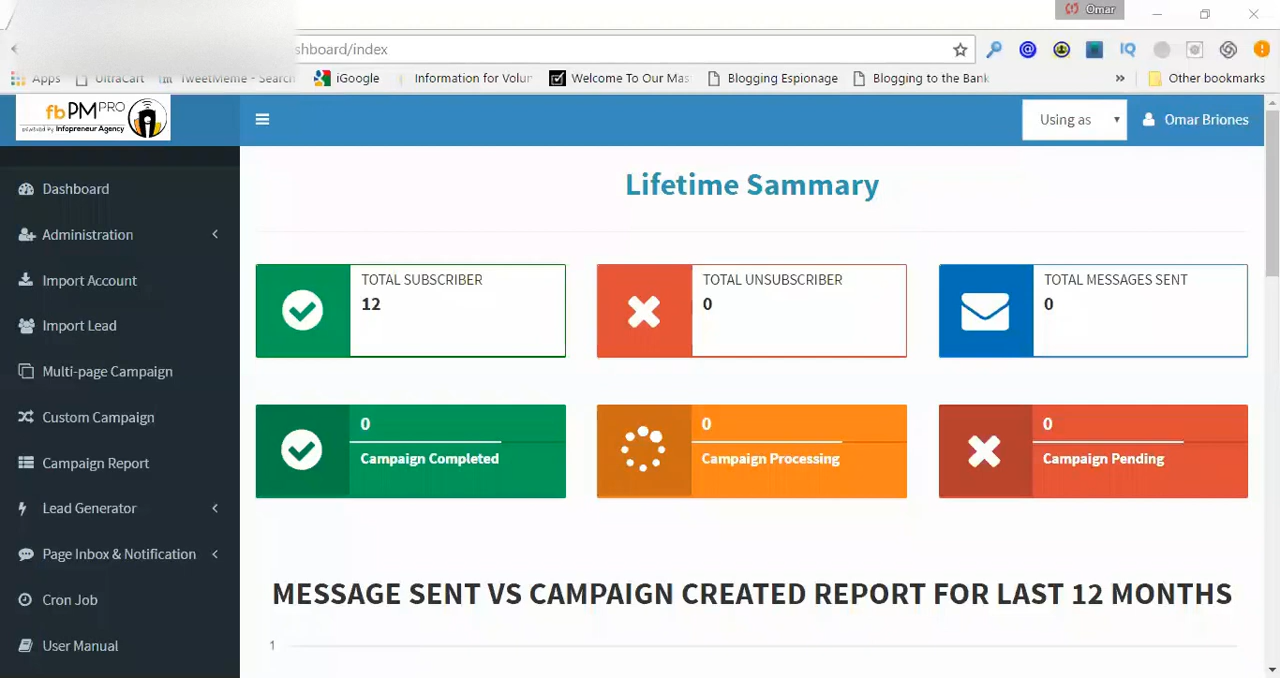 Omar
shboard/index
Apps UltraCart TweetMeme - Search iGoogle Information for Volun Welcome To Our Mas Blogging Espionage Blogging to the Bank » Other bookmarks
fbPMPRO
powered by Infopreneur Agency
Using as
Omar Briones
Dashboard
Administration
Import Account
Import Lead
Multi-page Campaign
Custom Campaign
Campaign Report
Lead Generator
Page Inbox & Notification
Cron Job
User Manual
Lifetime Sammary
TOTAL SUBSCRIBER
12
TOTAL UNSUBSCRIBER
0
TOTAL MESSAGES SENT
0
0
Campaign Completed
0
Campaign Processing
0
Campaign Pending
MESSAGE SENT VS CAMPAIGN CREATED REPORT FOR LAST 12 MONTHS
1